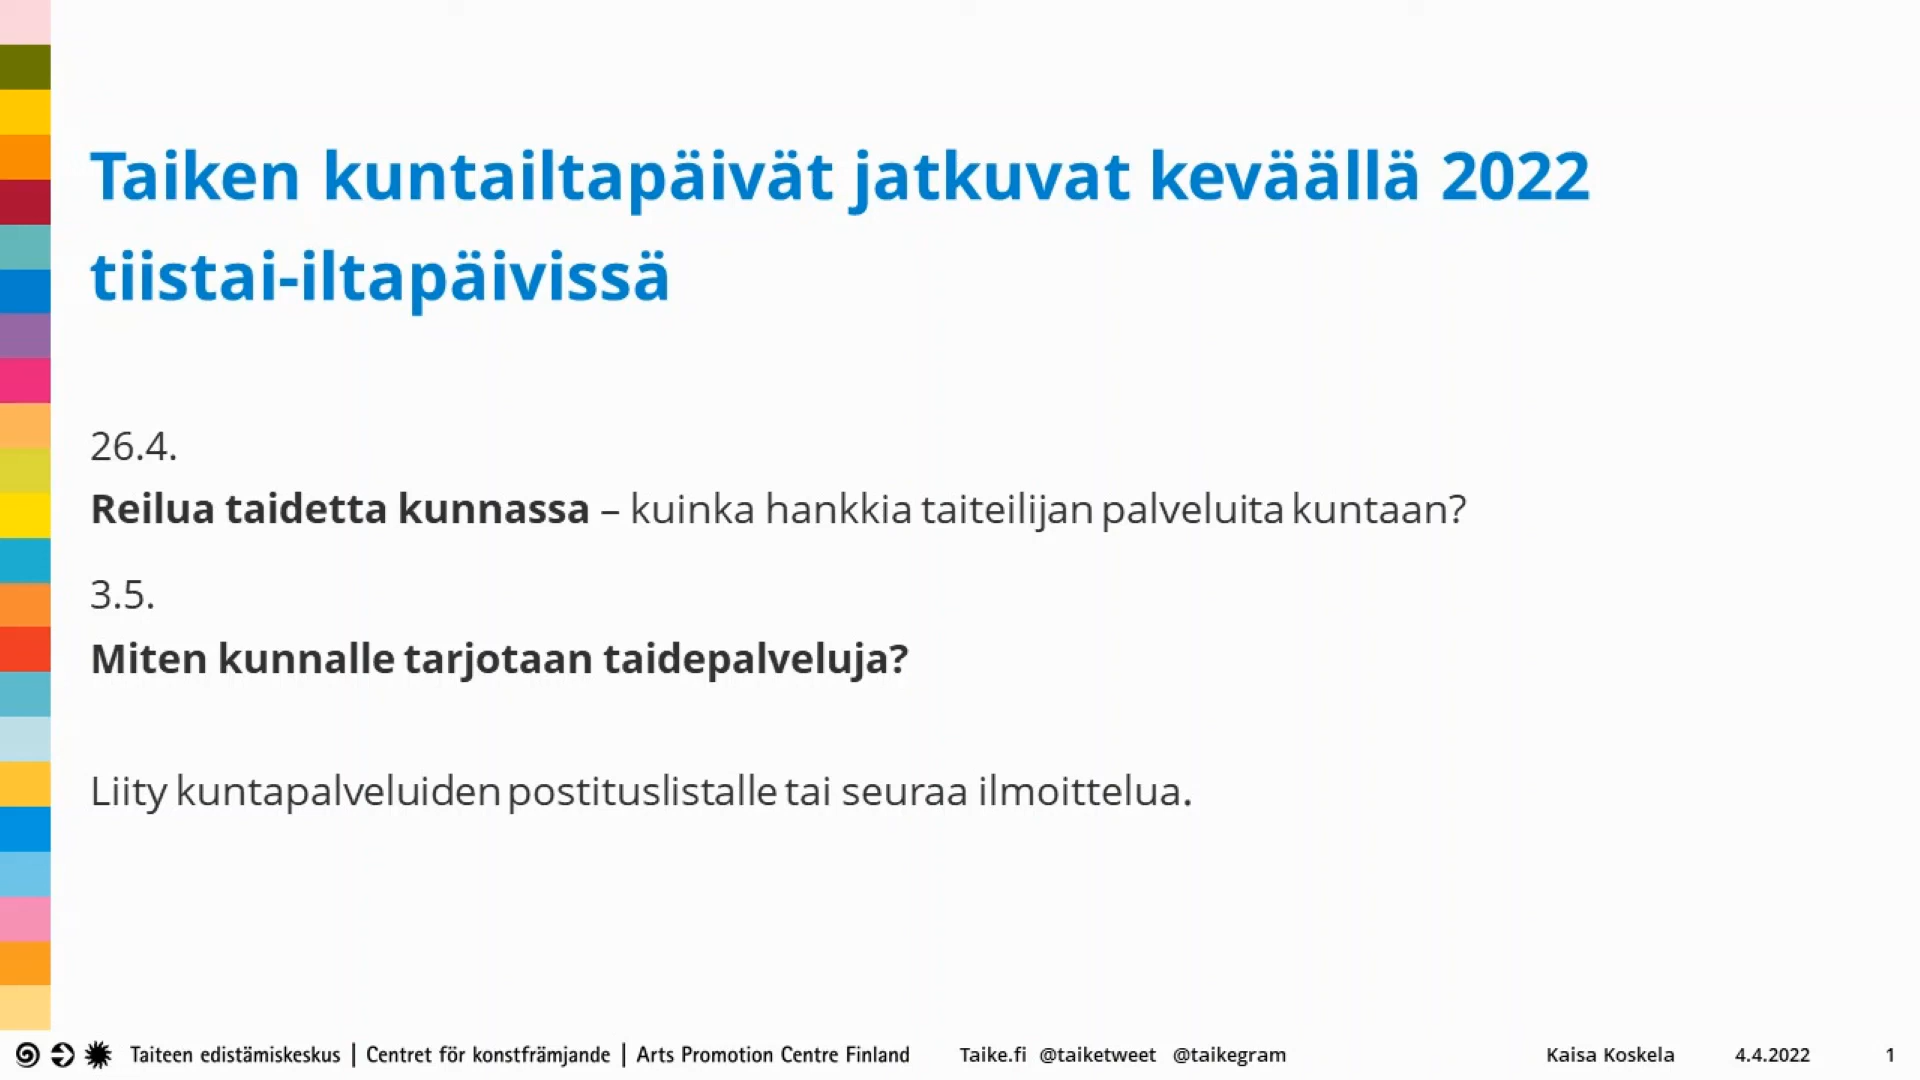 Taiken kuntailtapäivät jatkuvat keväällä 2022
tiistai-iltapäivissä
26.4.
Reilua taidetta kunnassa – kuinka hankkia taiteilijan palveluita kuntaan?
3.5.
Miten kunnalle tarjotaan taidepalveluja?
Liity kuntapalveluiden postituslistalle tai seuraa ilmoittelua.
Taiteen edistämiskeskus | Centret för konstfrämjande | Arts Promotion Centre Finland Taike.fi @taiketweet @taikegram Kaisa Koskela 4.4.2022 1